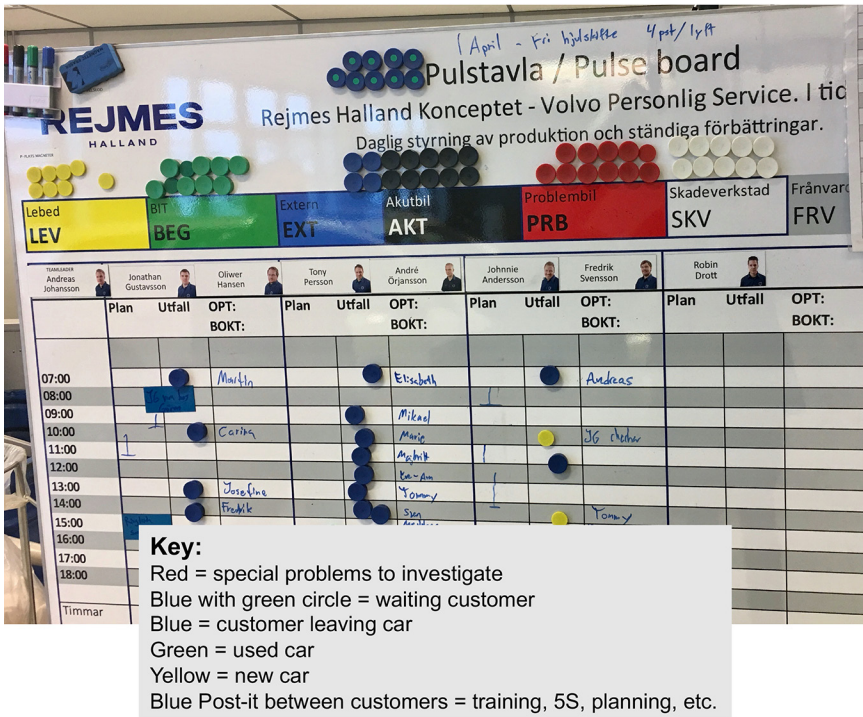 1 April - Fri hjulskifte 4 pst/lyft
Pulstavla / Pulse board
REJMES
HALLAND
Rejmes Halland Konceptet - Volvo Personlig Service. I tid
Daglig styrning av produktion och ständiga förbättringar.
Lebed
LEV
BIT
BEG
Extern
EXT
Akutbil
AKT
Problembil
PRB
Skadeverkstad
SKV
Frånvaro
FRV
TEAMLEADER
Andreas
Johansson
Jonathan
Gustavsson
Oliwer
Hansen
Tony
Persson
André
Örjansson
Johnnie
Andersson
Fredrik
Svensson
Robin
Drott
Plan Utfall OPT: Plan Utfall OPT: Plan Utfall OPT: Plan Utfall OPT:
BOKT: BOKT: BOKT: BOKT:
07:00 Martin Elisabeth Andreas
08:00
09:00 Mikael
10:00 Carina Marie
11:00
12:00
13:00 Josefine Tommy
14:00 Fredrik Sven
15:00 Tommy
16:00
17:00
18:00
Timmar
Key:
Red = special problems to investigate
Blue with green circle = waiting customer
Blue = customer leaving car
Green = used car
Yellow = new car
Blue Post-it between customers = training, 5S, planning, etc.